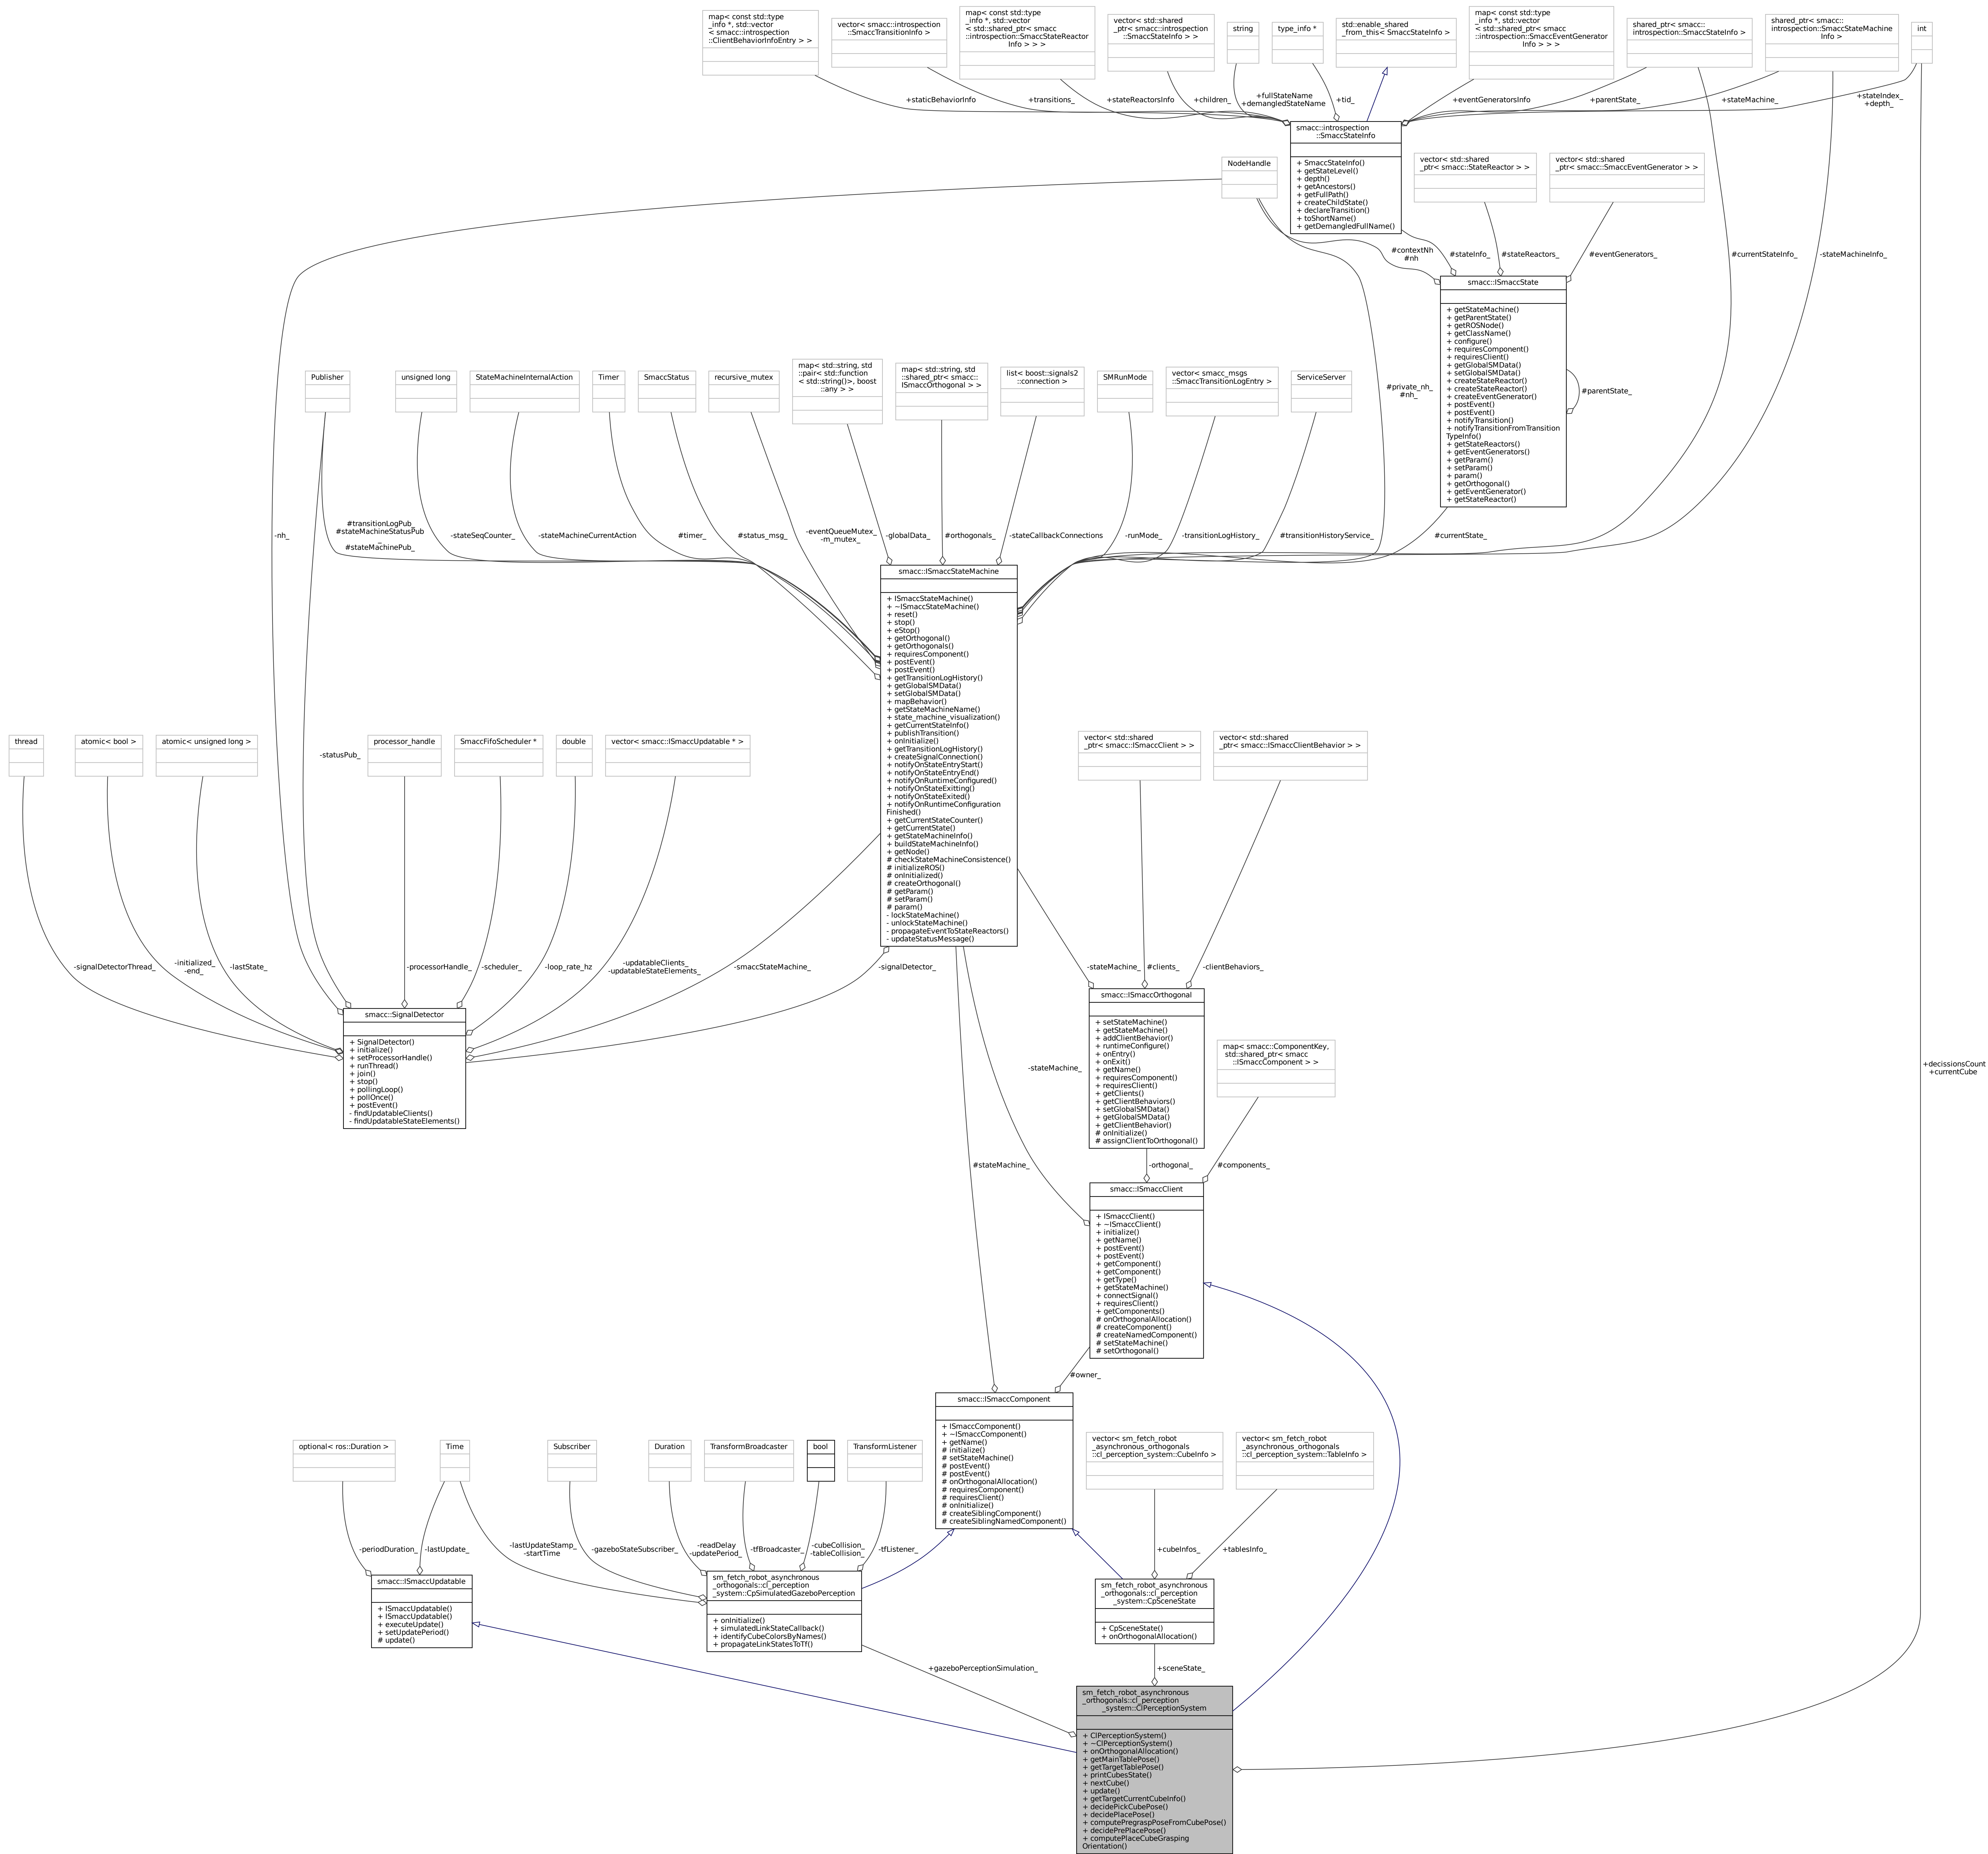 map< const std::type
_info *, std::vector
< smacc::introspection
::ClientBehaviorInfoEntry > >
vector< smacc::introspection
::SmaccTransitionInfo >
map< const std::type
_info *, std::vector
< std::shared_ptr< smacc
::introspection::SmaccStateReactor
Info > > >
vector< std::shared
_ptr< smacc::introspection
::SmaccStateInfo > >
string
type_info *
std::enable_shared
_from_this< SmaccStateInfo >
map< const std::type
_info *, std::vector
< std::shared_ptr< smacc
::introspection::SmaccEventGenerator
Info > > >
shared_ptr< smacc::
introspection::SmaccStateInfo >
shared_ptr< smacc::
introspection::SmaccStateMachine
Info >
int
+staticBehaviorInfo
+transitions_
+stateReactorsInfo
+children_
+fullStateName
+demangledStateName
+tid_
+eventGeneratorsInfo
+parentState_
+stateMachine_
+stateIndex_
+depth_
smacc::introspection
::SmaccStateInfo
+ SmaccStateInfo()
+ getStateLevel()
+ depth()
+ getAncestors()
+ getFullPath()
+ createChildState()
+ declareTransition()
+ toShortName()
+ getDemangledFullName()
NodeHandle
vector< std::shared
_ptr< smacc::StateReactor > >
vector< std::shared
_ptr< smacc::SmaccEventGenerator > >
#contextNh
#nh
#stateInfo_
#stateReactors_
#eventGenerators_
#currentStateInfo_
-stateMachineInfo_
smacc::ISmaccState
+ getStateMachine()
+ getParentState()
+ getROSNode()
+ getClassName()
+ configure()
+ requiresComponent()
+ requiresClient()
+ getGlobalSMData()
+ setGlobalSMData()
+ createStateReactor()
+ createStateReactor()
+ createEventGenerator()
+ postEvent()
+ postEvent()
+ notifyTransition()
+ notifyTransitionFromTransition
TypeInfo()
+ getStateReactors()
+ getEventGenerators()
+ getParam()
+ setParam()
+ param()
+ getOrthogonal()
+ getEventGenerator()
+ getStateReactor()
#parentState_
Publisher
unsigned long
StateMachineInternalAction
Timer
SmaccStatus
recursive_mutex
map< std::string, std
::pair< std::function
< std::string()>, boost
::any > >
map< std::string, std
::shared_ptr< smacc::
ISmaccOrthogonal > >
list< boost::signals2
::connection >
SMRunMode
vector< smacc_msgs
::SmaccTransitionLogEntry >
ServiceServer
#private_nh_
#nh_
-nh_
#transitionLogPub_
#stateMachineStatusPub
_
#stateMachinePub_
-stateSeqCounter_
-stateMachineCurrentAction
#timer_
#status_msg_
-eventQueueMutex_
-m_mutex_
-globalData_
#orthogonals_
-stateCallbackConnections
-runMode_
-transitionLogHistory_
#transitionHistoryService_
#currentState_
smacc::ISmaccStateMachine
+ ISmaccStateMachine()
+ ~ISmaccStateMachine()
+ reset()
+ stop()
+ eStop()
+ getOrthogonal()
+ getOrthogonals()
+ requiresComponent()
+ postEvent()
+ postEvent()
+ getTransitionLogHistory()
+ getGlobalSMData()
+ setGlobalSMData()
+ mapBehavior()
+ getStateMachineName()
+ state_machine_visualization()
+ getCurrentStateInfo()
+ publishTransition()
+ onInitialize()
+ getTransitionLogHistory()
+ createSignalConnection()
+ notifyOnStateEntryStart()
+ notifyOnStateEntryEnd()
+ notifyOnRuntimeConfigured()
+ notifyOnStateExitting()
+ notifyOnStateExited()
+ notifyOnRuntimeConfiguration
Finished()
+ getCurrentStateCounter()
+ getCurrentState()
+ getStateMachineInfo()
+ buildStateMachineInfo()
+ getNode()
# checkStateMachineConsistence()
# initializeROS()
# onInitialized()
# createOrthogonal()
# getParam()
# setParam()
# param()
- lockStateMachine()
- unlockStateMachine()
- propagateEventToStateReactors()
- updateStatusMessage()
thread
atomic< bool >
atomic< unsigned long >
-statusPub_
processor_handle
SmaccFifoScheduler *
double
vector< smacc::ISmaccUpdatable * >
vector< std::shared
_ptr< smacc::ISmaccClient > >
vector< std::shared
_ptr< smacc::ISmaccClientBehavior > >
-signalDetectorThread_
-initialized_
-end_
-lastState_
-processorHandle_
-scheduler_
-loop_rate_hz
-updatableClients_
-updatableStateElements_
-smaccStateMachine_
-signalDetector_
-stateMachine_
#clients_
-clientBehaviors_
smacc::SignalDetector
+ SignalDetector()
+ initialize()
+ setProcessorHandle()
+ runThread()
+ join()
+ stop()
+ pollingLoop()
+ pollOnce()
+ postEvent()
- findUpdatableClients()
- findUpdatableStateElements()
smacc::ISmaccOrthogonal
+ setStateMachine()
+ getStateMachine()
+ addClientBehavior()
+ runtimeConfigure()
+ onEntry()
+ onExit()
+ getName()
+ requiresComponent()
+ requiresClient()
+ getClients()
+ getClientBehaviors()
+ setGlobalSMData()
+ getGlobalSMData()
+ getClientBehavior()
# onInitialize()
# assignClientToOrthogonal()
map< smacc::ComponentKey,
std::shared_ptr< smacc
::ISmaccComponent > >
-stateMachine_
+decissionsCount
+currentCube
#stateMachine_
-orthogonal_
#components_
smacc::ISmaccClient
+ ISmaccClient()
+ ~ISmaccClient()
+ initialize()
+ getName()
+ postEvent()
+ postEvent()
+ getComponent()
+ getComponent()
+ getType()
+ getStateMachine()
+ connectSignal()
+ requiresClient()
+ getComponents()
# onOrthogonalAllocation()
# createComponent()
# createNamedComponent()
# setStateMachine()
# setOrthogonal()
#owner_
smacc::ISmaccComponent
+ ISmaccComponent()
+ ~ISmaccComponent()
+ getName()
# initialize()
# setStateMachine()
# postEvent()
# postEvent()
# onOrthogonalAllocation()
# requiresComponent()
# requiresClient()
# onInitialize()
# createSiblingComponent()
# createSiblingNamedComponent()
optional< ros::Duration >
Time
Subscriber
Duration
TransformBroadcaster
bool
TransformListener
vector< sm_fetch_robot
_asynchronous_orthogonals
::cl_perception_system::CubeInfo >
vector< sm_fetch_robot
_asynchronous_orthogonals
::cl_perception_system::TableInfo >
-periodDuration_
-lastUpdate_
-lastUpdateStamp_
-startTime
-gazeboStateSubscriber_
-readDelay
-updatePeriod_
-tfBroadcaster_
-cubeCollision_
-tableCollision_
-tfListener_
+cubeInfos_
+tablesInfo_
smacc::ISmaccUpdatable
+ ISmaccUpdatable()
+ ISmaccUpdatable()
+ executeUpdate()
+ setUpdatePeriod()
# update()
sm_fetch_robot_asynchronous
_orthogonals::cl_perception
_system::CpSimulatedGazeboPerception
+ onInitialize()
+ simulatedLinkStateCallback()
+ identifyCubeColorsByNames()
+ propagateLinkStatesToTf()
sm_fetch_robot_asynchronous
_orthogonals::cl_perception
_system::CpSceneState
+ CpSceneState()
+ onOrthogonalAllocation()
+gazeboPerceptionSimulation_
+sceneState_
sm_fetch_robot_asynchronous
_orthogonals::cl_perception
_system::ClPerceptionSystem
+ ClPerceptionSystem()
+ ~ClPerceptionSystem()
+ onOrthogonalAllocation()
+ getMainTablePose()
+ getTargetTablePose()
+ printCubesState()
+ nextCube()
+ update()
+ getTargetCurrentCubeInfo()
+ decidePickCubePose()
+ decidePlacePose()
+ computePregraspPoseFromCubePose()
+ decidePrePlacePose()
+ computePlaceCubeGrasping
Orientation()